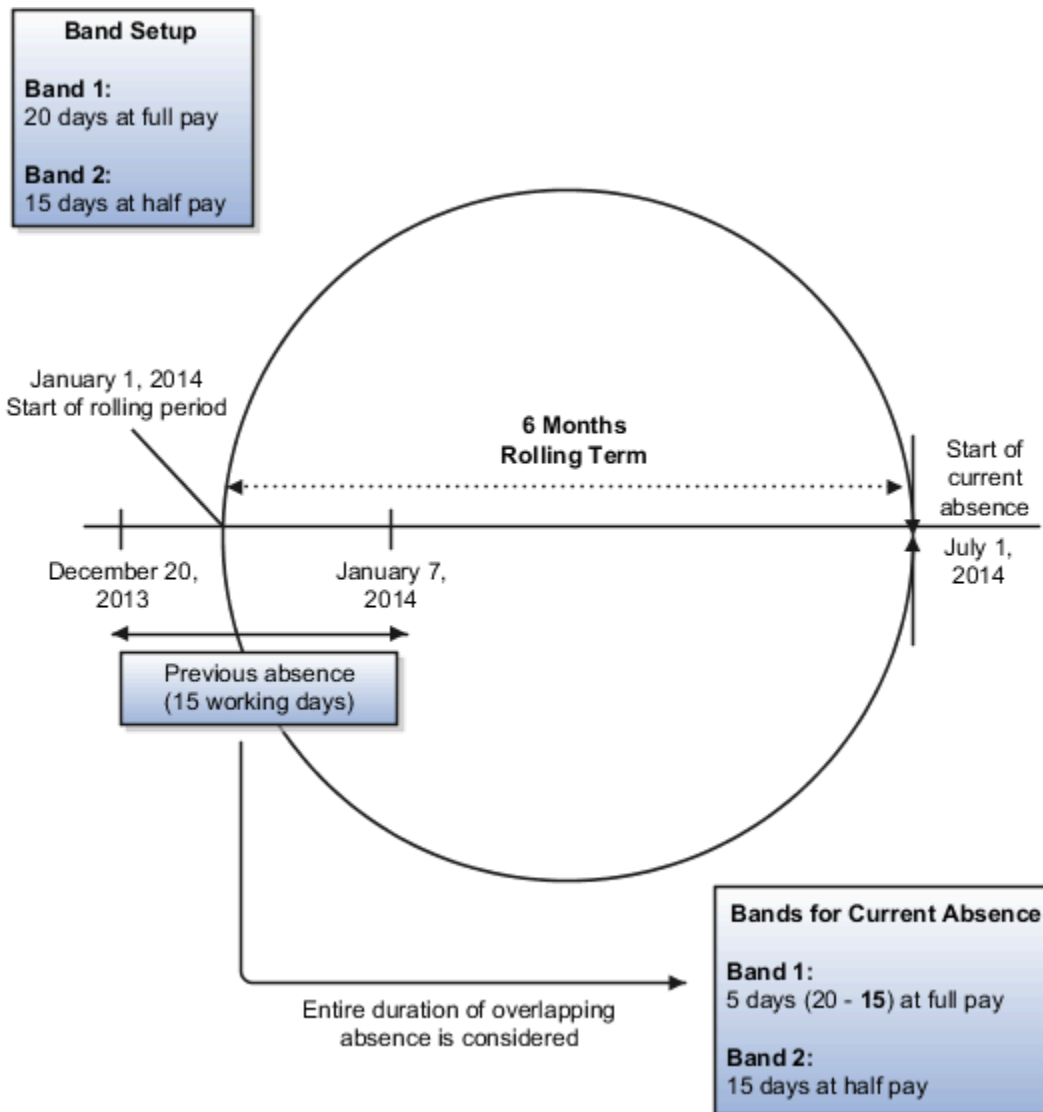 Band Setup
Band 1:
20 days at full pay
Band 2:
15 days at half pay
January 1, 2014
Start of rolling period
6 Months
Rolling Term
Start of
current
absence
December 20,
2013
January 7,
2014
July 1,
2014
Previous absence
(15 working days)
Entire duration of overlapping
absence is considered
Bands for Current Absence
Band 1:
5 days (20 - 15) at full pay
Band 2:
15 days at half pay